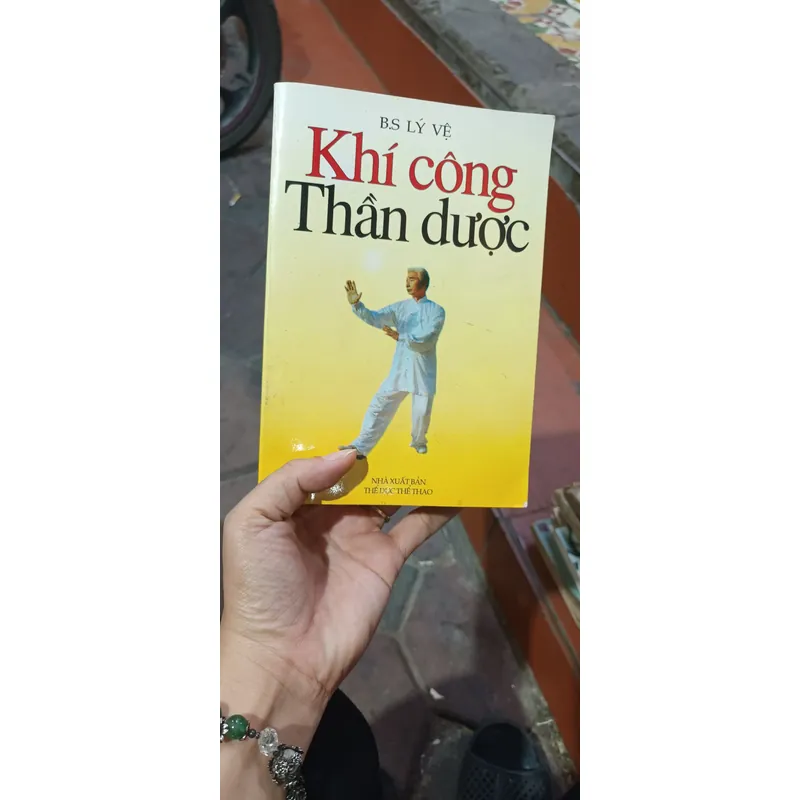 B.S LÝ VỆ
Khí công
Thần dược
NHÀ XUẤT BẢN
THỂ DỤC THỂ THAO